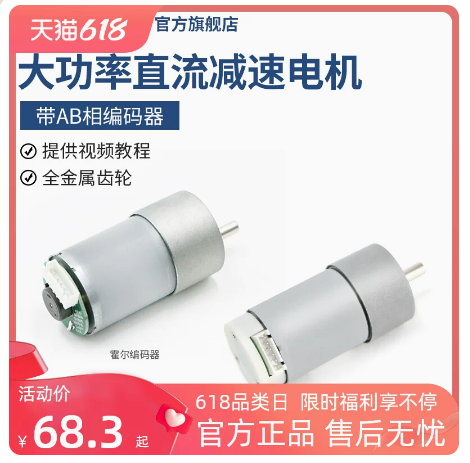 天猫618 官方旗舰店
大功率直流减速电机
带AB相编码器
提供视频教程
全金属齿轮
霍尔编码器
活动价
¥68.3起
618品类日 限时福利享不停
官方正品 售后无忧